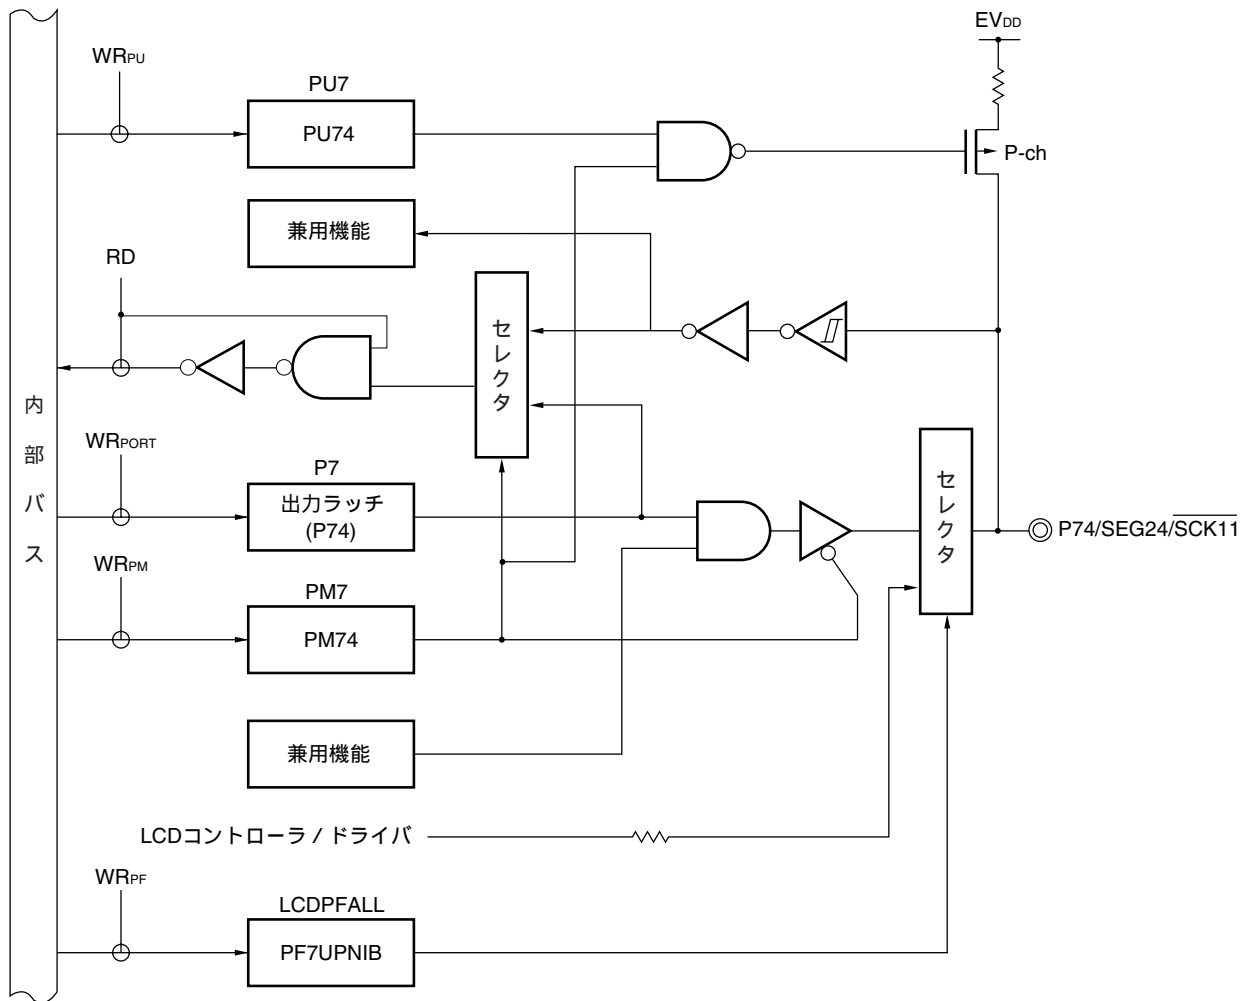 EVDD
WRPU
PU7
PU74
P-ch
兼用機能
RD
セレクタ
内部バス
WRPORT
P7
出力ラッチ
(P74)
セレクタ
P74/SEG24/SCK11
WRPM
PM7
PM74
兼用機能
LCDコントローラ / ドライバ
WRPF
LCDPFALL
PF7UPNIB